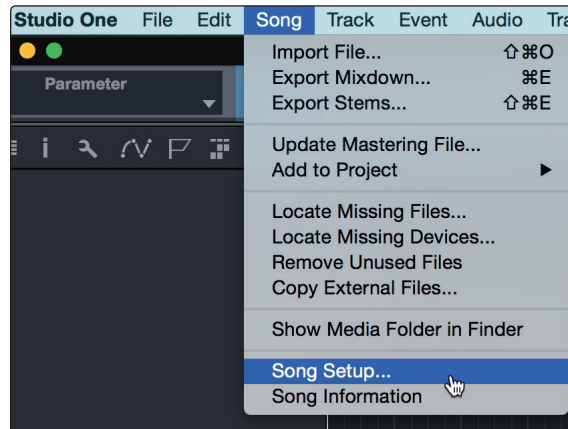 Studio One File Edit Song Track Event Audio
Parameter
Import File... ⇧⌘O
Export Mixdown... ⌘E
Export Stems... ⇧⌘E
Update Mastering File...
Add to Project
Locate Missing Files...
Locate Missing Devices...
Remove Unused Files
Copy External Files...
Show Media Folder in Finder
Song Setup...
Song Information